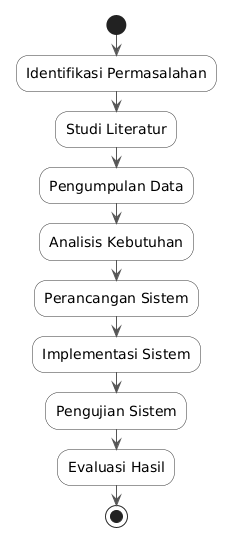 Identifikasi Permasalahan
Studi Literatur
Pengumpulan Data
Analisis Kebutuhan
Perancangan Sistem
Implementasi Sistem
Pengujian Sistem
Evaluasi Hasil